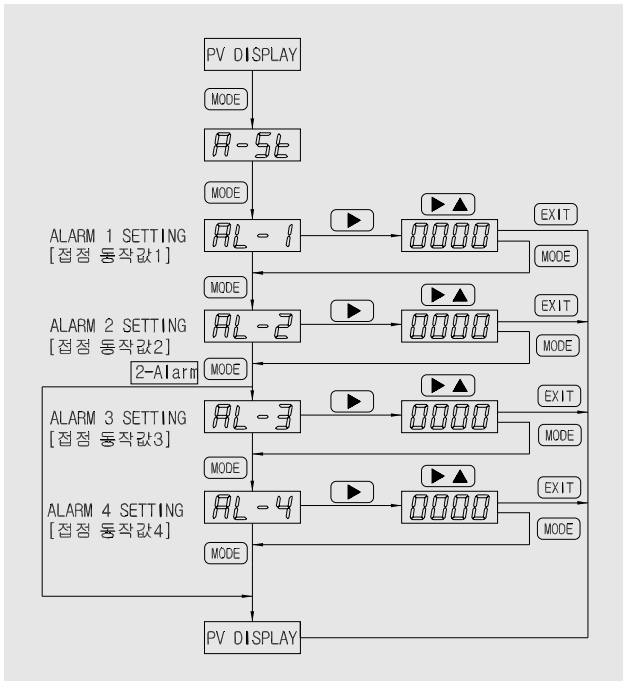 PV DISPLAY
MODE
A-St
MODE
ALARM 1 SETTING
[접점 동작값1]
AL-1
▶
▶▲
0000
EXIT
MODE
MODE
ALARM 2 SETTING
[접점 동작값2]
AL-2
▶
▶▲
0000
EXIT
MODE
2-Alarm
MODE
ALARM 3 SETTING
[접점 동작값3]
AL-3
▶
▶▲
0000
EXIT
MODE
MODE
ALARM 4 SETTING
[접점 동작값4]
AL-4
▶
▶▲
0000
EXIT
MODE
MODE
PV DISPLAY